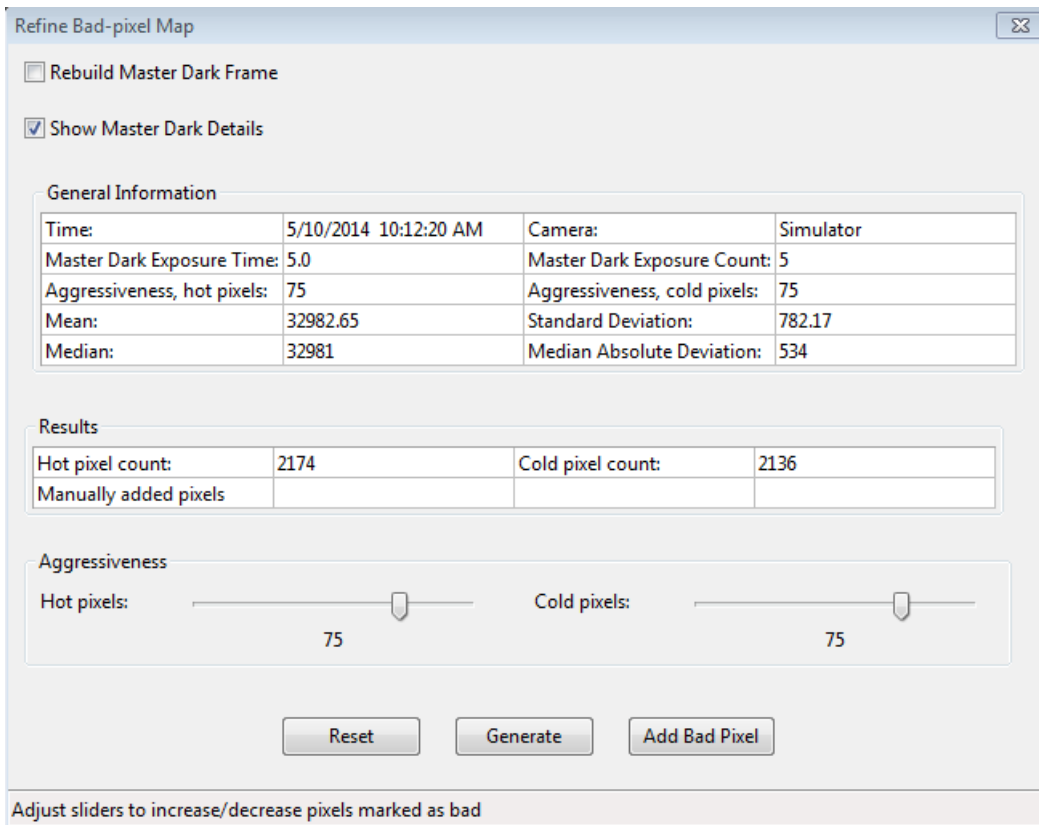 Refine Bad-pixel Map
Rebuild Master Dark Frame
Show Master Dark Details
General Information
Time: 5/10/2014 10:12:20 AM Camera: Simulator
Master Dark Exposure Time: 5.0 Master Dark Exposure Count: 5
Aggressiveness, hot pixels: 75 Aggressiveness, cold pixels: 75
Mean: 32982.65 Standard Deviation: 782.17
Median: 32981 Median Absolute Deviation: 534
Results
Hot pixel count: 2174 Cold pixel count: 2136
Manually added pixels
Aggressiveness
Hot pixels: Cold pixels:
75 75
Reset Generate Add Bad Pixel
Adjust sliders to increase/decrease pixels marked as bad